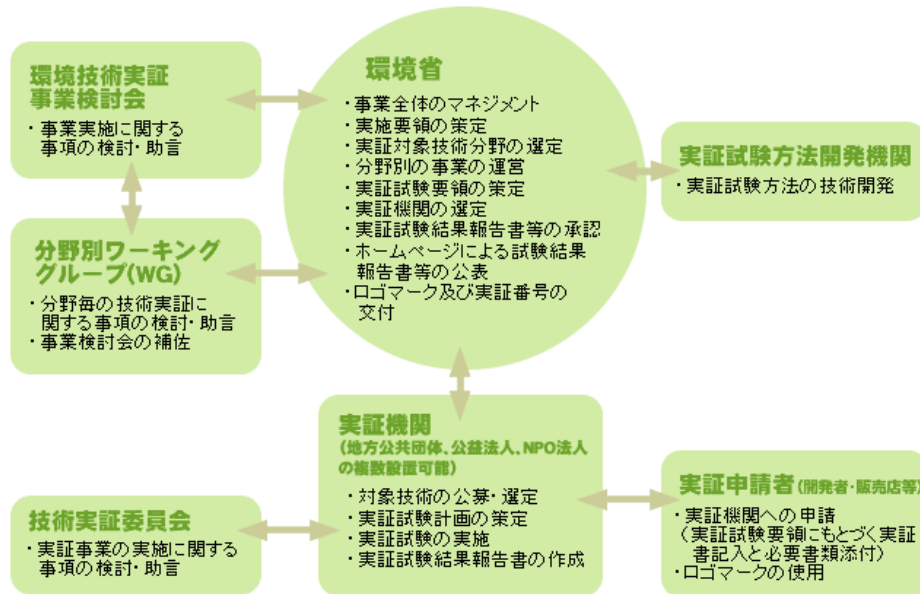 環境技術実証
事業検討会
・事業実施に関する
事項の検討・助言
分野別ワーキング
グループ(WG)
・分野毎の技術実証に
関する事項の検討・助言
・事業検討会の補佐
環境省
・事業全体のマネジメント
・実施要領の策定
・実証対象技術分野の選定
・分野別の事業の運営
・実証試験要領の策定
・実証機関の選定
・実証試験結果報告書等の承認
・ホームページによる試験結果
報告書等の公表
・ロゴマーク及び実証番号の
交付
実証試験方法開発機関
・実証試験方法の技術開発
実証機関
(地方公共団体、公益法人、NPO法人
の複数設置可能)
・対象技術の公募・選定
・実証試験計画の策定
・実証試験の実施
・実証試験結果報告書の作成
技術実証委員会
・実証事業の実施に関する
事項の検討・助言
実証申請者(開発者・販売店等)
・実証機関への申請
(実証試験要領にもとづく実証
書記入と必要書類添付)
・ロゴマークの使用